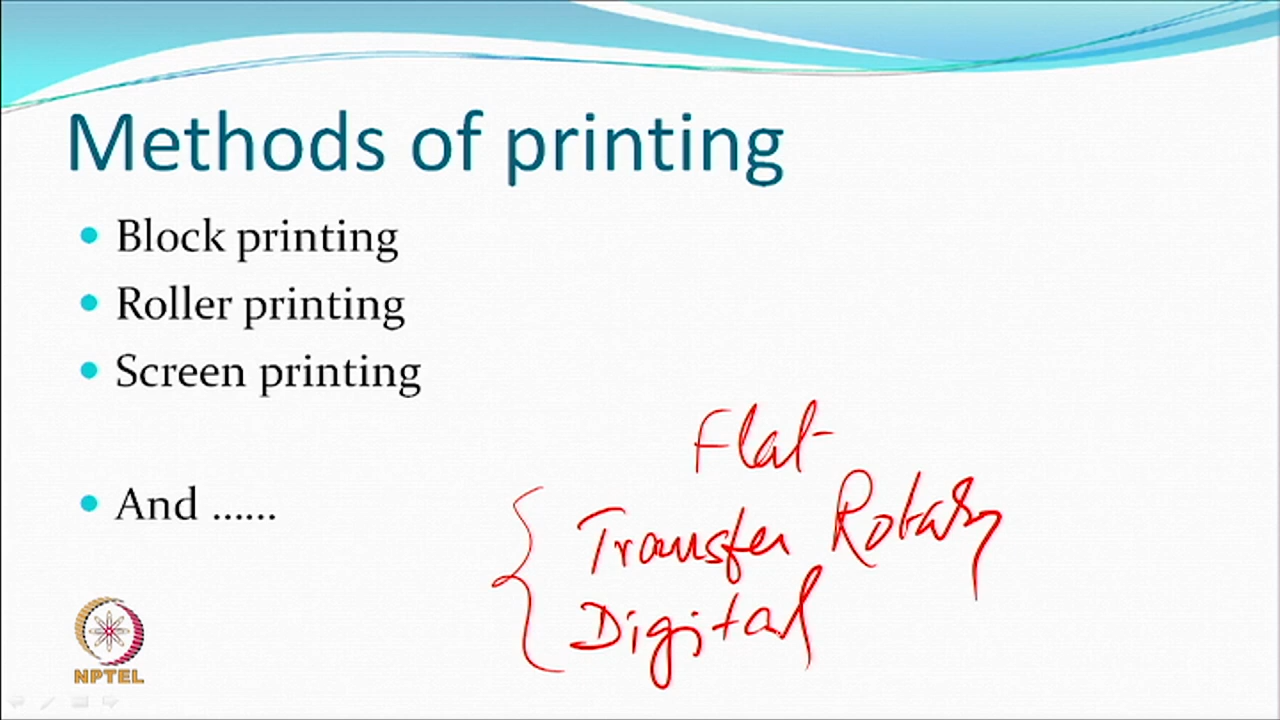 Methods of printing
Block printing
Roller printing
Screen printing
Flat
And ......
Transfer Rotary
Digital
NPTEL